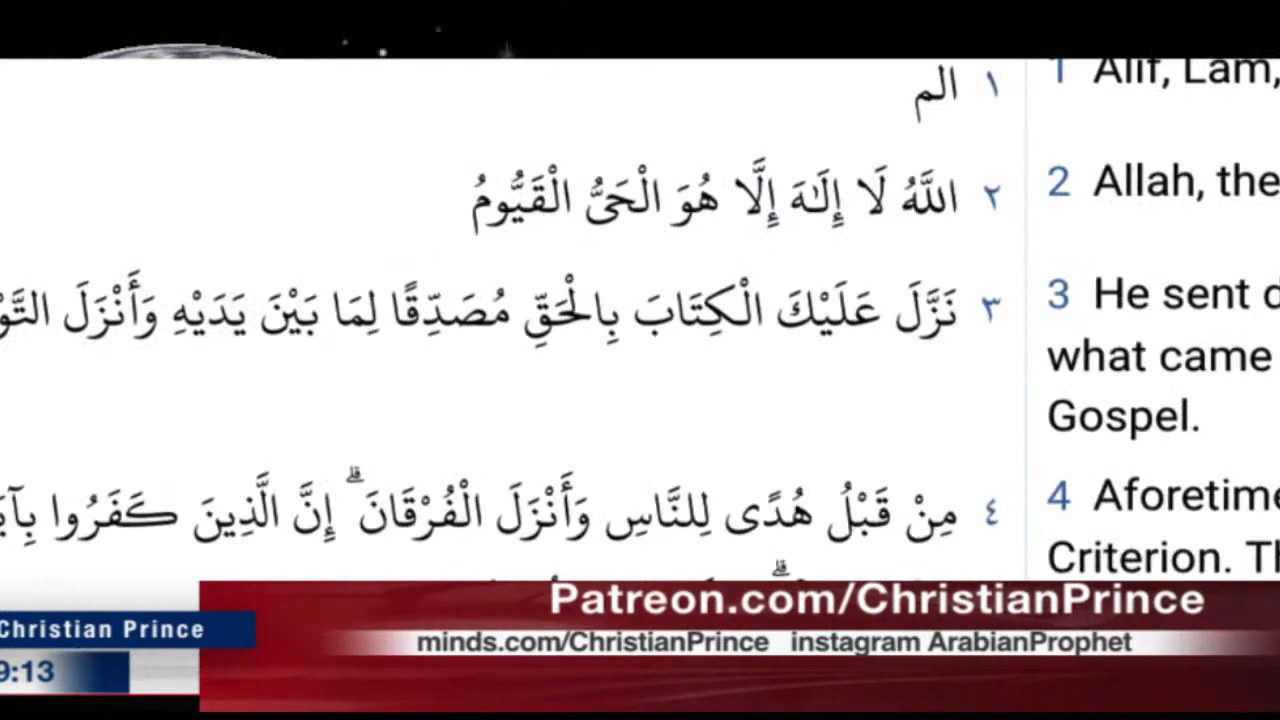 ١ الم
٢ اللَّهُ لَا إِلَٰهَ إِلَّا هُوَ الْحَىُّ الْقَيُّومُ
٣ نَزَّلَ عَلَيْكَ الْكِتَابَ بِالْحَقِّ مُصَدِّقًا لِمَا بَيْنَ يَدَيْهِ وَأَنْزَلَ
٤ مِنْ قَبْلُ هُدًى لِلنَّاسِ وَأَنْزَلَ الْفُرْقَانَ ۗ إِنَّ الَّذِينَ كَفَرُوا
1 Alif, Lam,
2 Allah, the
3 He sent
what came
Gospel.
4 Aforetime
Criterion.
Patreon.com/ChristianPrince
minds.com/ChristianPrince instagram ArabianProphet
Christian Prince
9:13